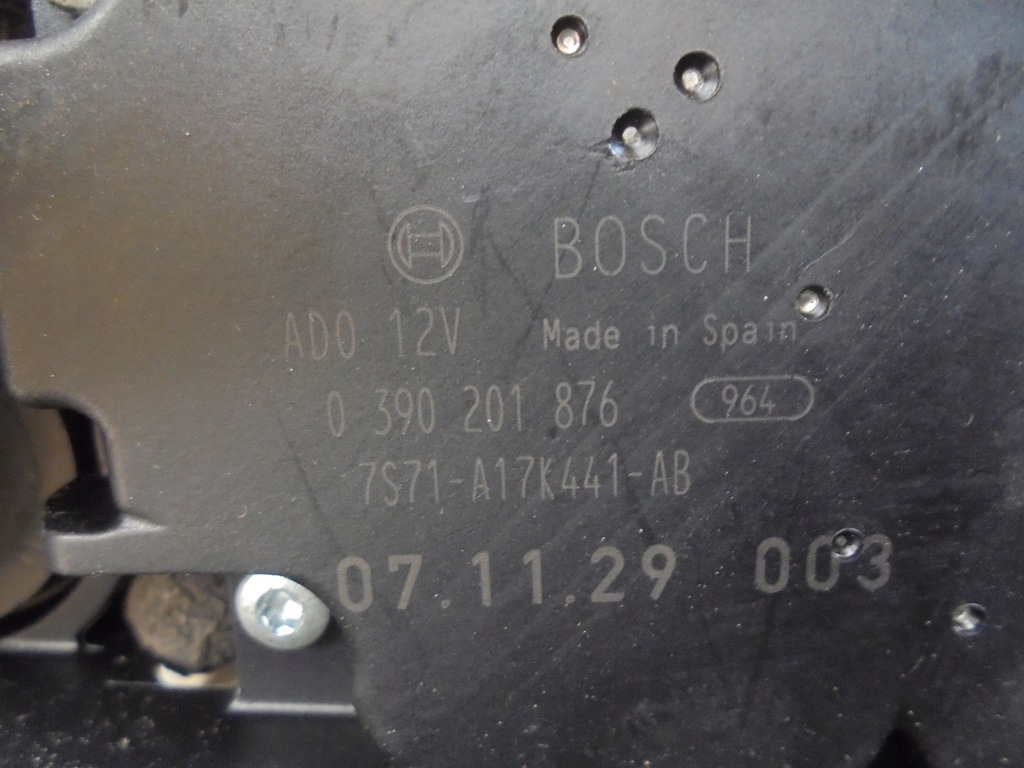 BOSCH
ADO 12V Made in Spain
0 390 201 876 964
7S71-A17K441-AB
07.11.29 003